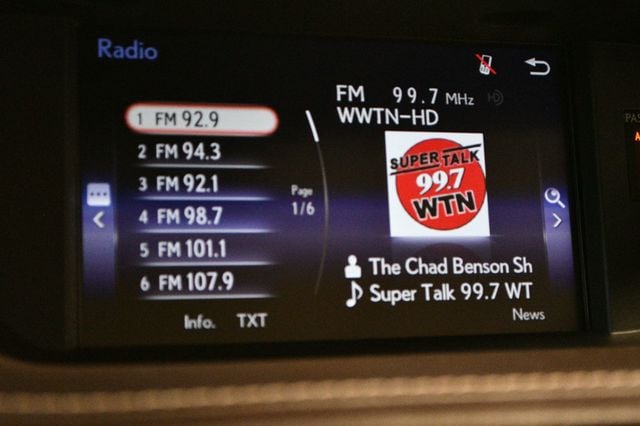 Radio
FM 99.7 MHz HD
WWTN-HD
1 FM 92.9
2 FM 94.3
3 FM 92.1
4 FM 98.7
5 FM 101.1
6 FM 107.9
Page
1/6
SUPER TALK
99.7
WTN
The Chad Benson Sh
Super Talk 99.7 WT
News
Info. TXT
PAS